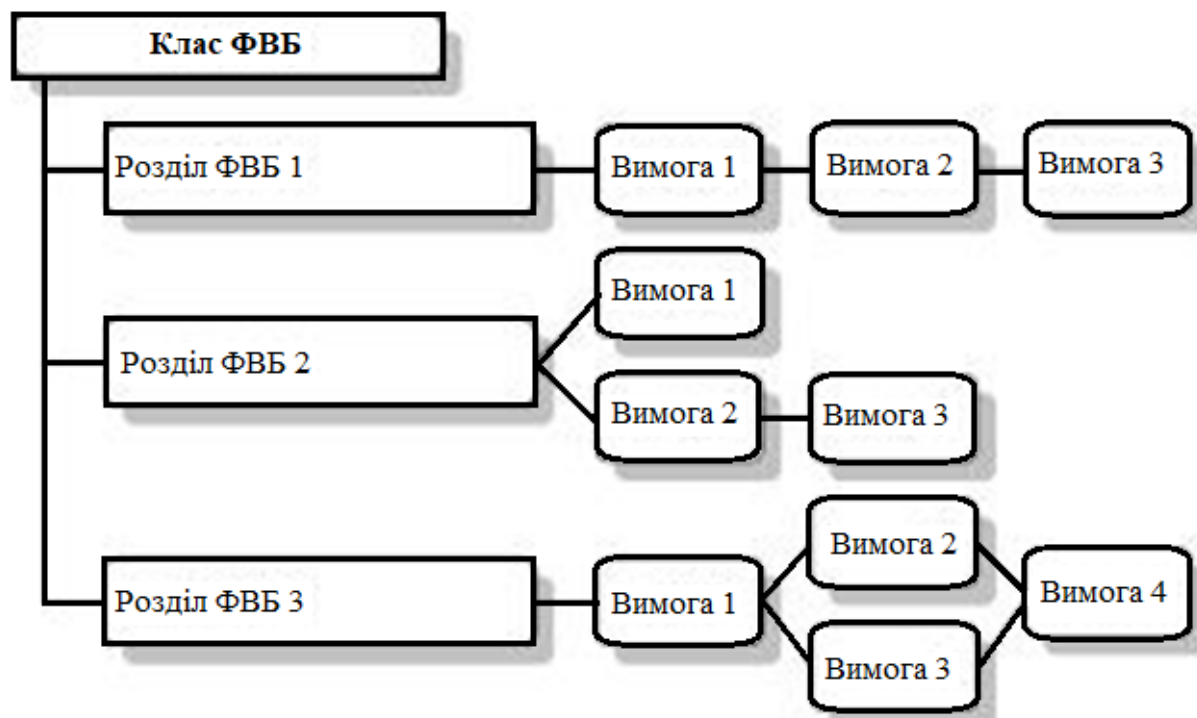 Клас ФВБ
Розділ ФВБ 1
Вимога 1
Вимога 2
Вимога 3
Розділ ФВБ 2
Вимога 1
Вимога 2
Вимога 3
Розділ ФВБ 3
Вимога 1
Вимога 2
Вимога 3
Вимога 4